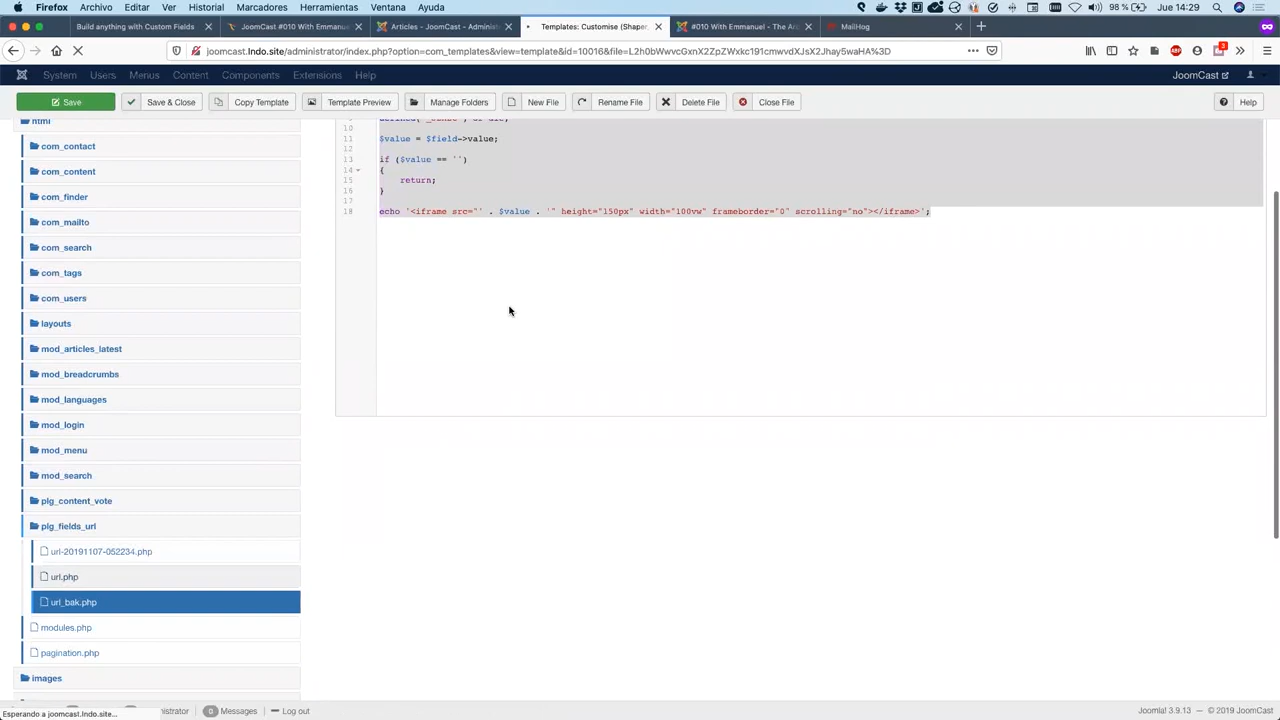 Firefox Archivo Editar Ver Historial Marcadores Herramientas Ventana Ayuda 98 % Jue 14:29
Build anything with Custom Fields JoomCast #010 With Emmanuel Articles - JoomCast - Administ Templates: Customise (Shaper #010 With Emmanuel - The Arc MailHog
joomcast.lndo.site/administrator/index.php?option=com_templates&view=template&id=10016&file=L2h0bWwvcGxnX2ZpZWxkc191cmwvdXJsX2Jhay5waHA%3D 3
System Users Menus Content Components Extensions Help JoomCast
Save Save & Close Copy Template Template Preview Manage Folders New File Rename File Delete File Close File Help
html
com_contact
com_content
com_finder
com_mailto
com_search
com_tags
com_users
layouts
mod_articles_latest
mod_breadcrumbs
mod_languages
mod_login
mod_menu
mod_search
plg_content_vote
plg_fields_url
url-20191107-052234.php
url.php
url_bak.php
modules.php
pagination.php
images
10
11 $value = $field->value;
12
13 if ($value == '')
14 {
15 return;
16 }
17
18 echo '<iframe src="' . $value . '" height="150px" width="100vw" frameborder="0" scrolling="no"></iframe>';
Esperando a joomcast.lndo.site... istrator 0 Messages Log out Joomla! 3.9.13 — © 2019 JoomCast